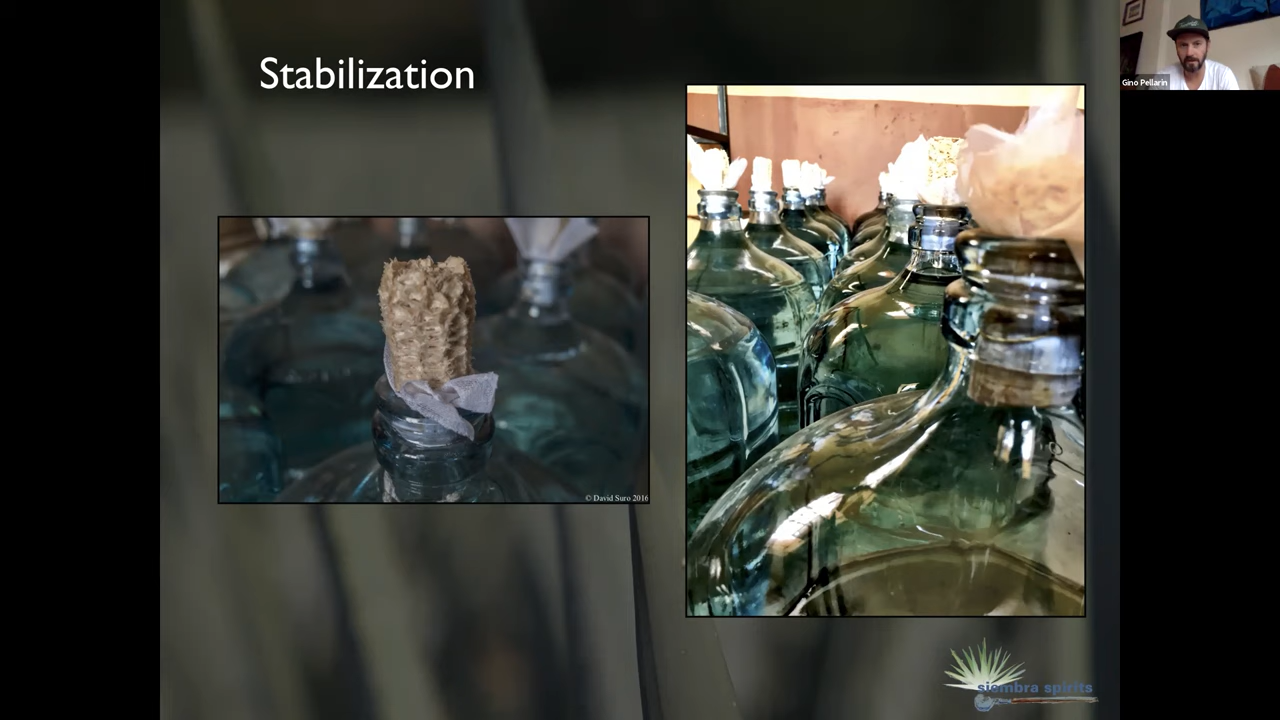 Stabilization
Gino Pellarin
© David Suro 2016
siembra spirits